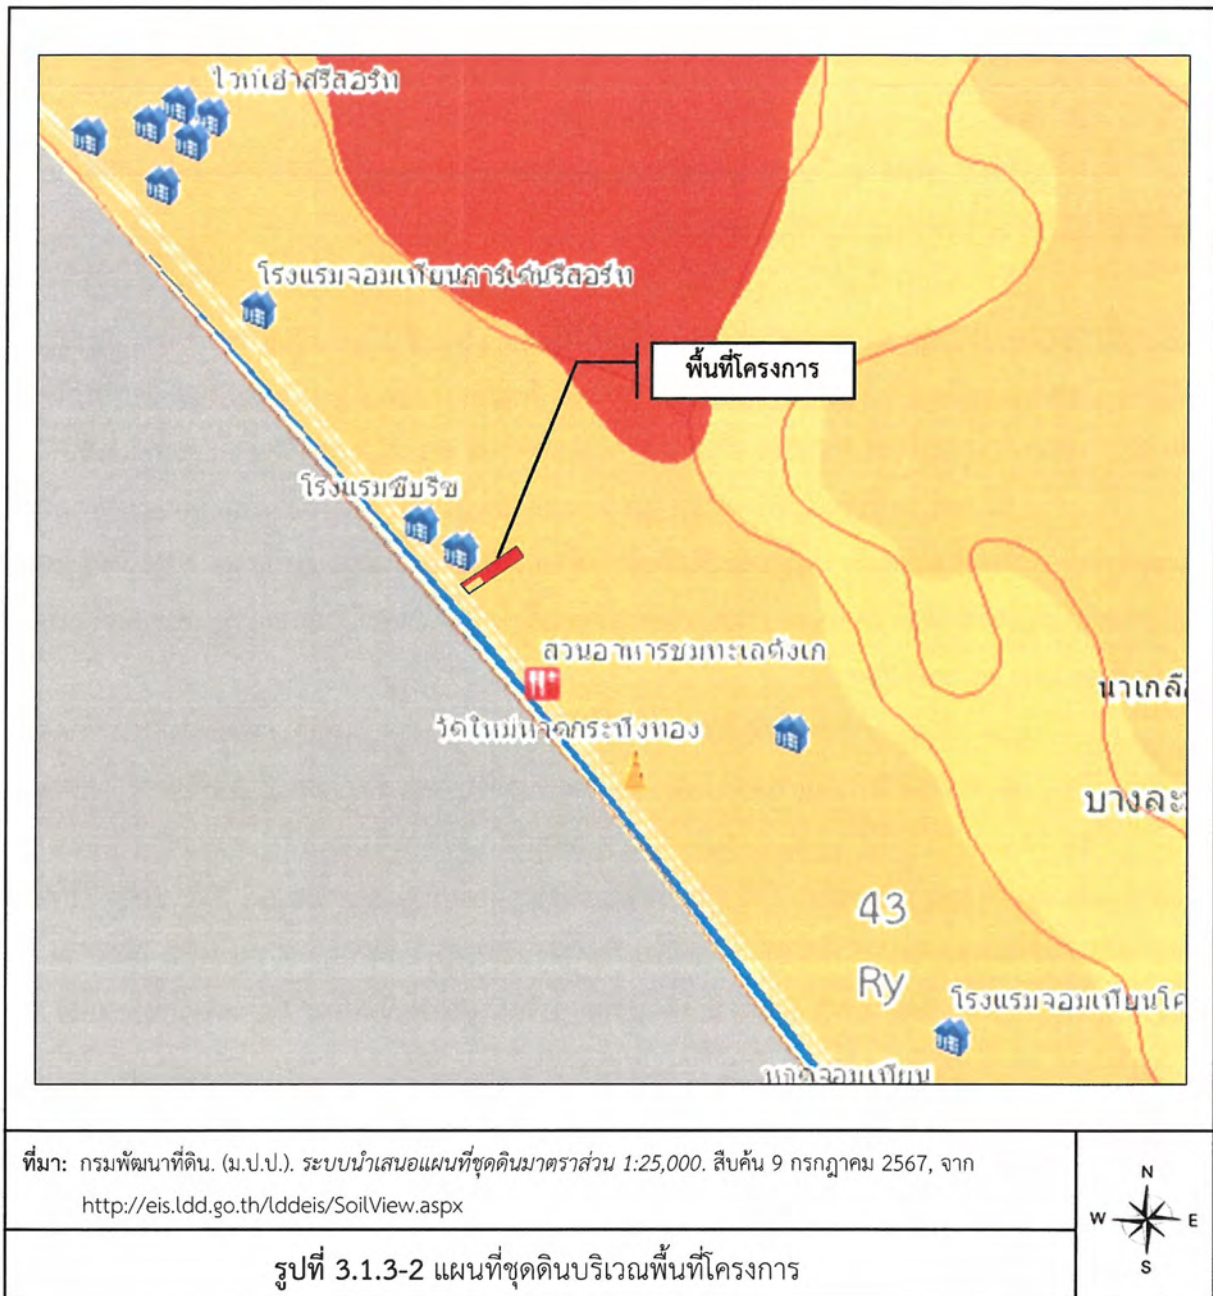 ไวท์เฮ้าส์รีสอร์ท
โรงแรมจอมเทียนการ์เด้นรีสอร์ท
พื้นที่โครงการ
โรงแรมซีบรีซ
สวนอาหารชมทะเลตังเก
วัดใหม่หาดกระทิงทอง
นาเกลื
บางละ
43
Ry
โรงแรมจอมเทียนโค
หาดจอมเทียน
ที่มา: กรมพัฒนาที่ดิน. (ม.ป.ป.). ระบบนำเสนอแผนที่ชุดดินมาตราส่วน 1:25,000. สืบค้น 9 กรกฎาคม 2567, จาก
http://eis.ldd.go.th/lddeis/SoilView.aspx
N
W E
S
รูปที่ 3.1.3-2 แผนที่ชุดดินบริเวณพื้นที่โครงการ